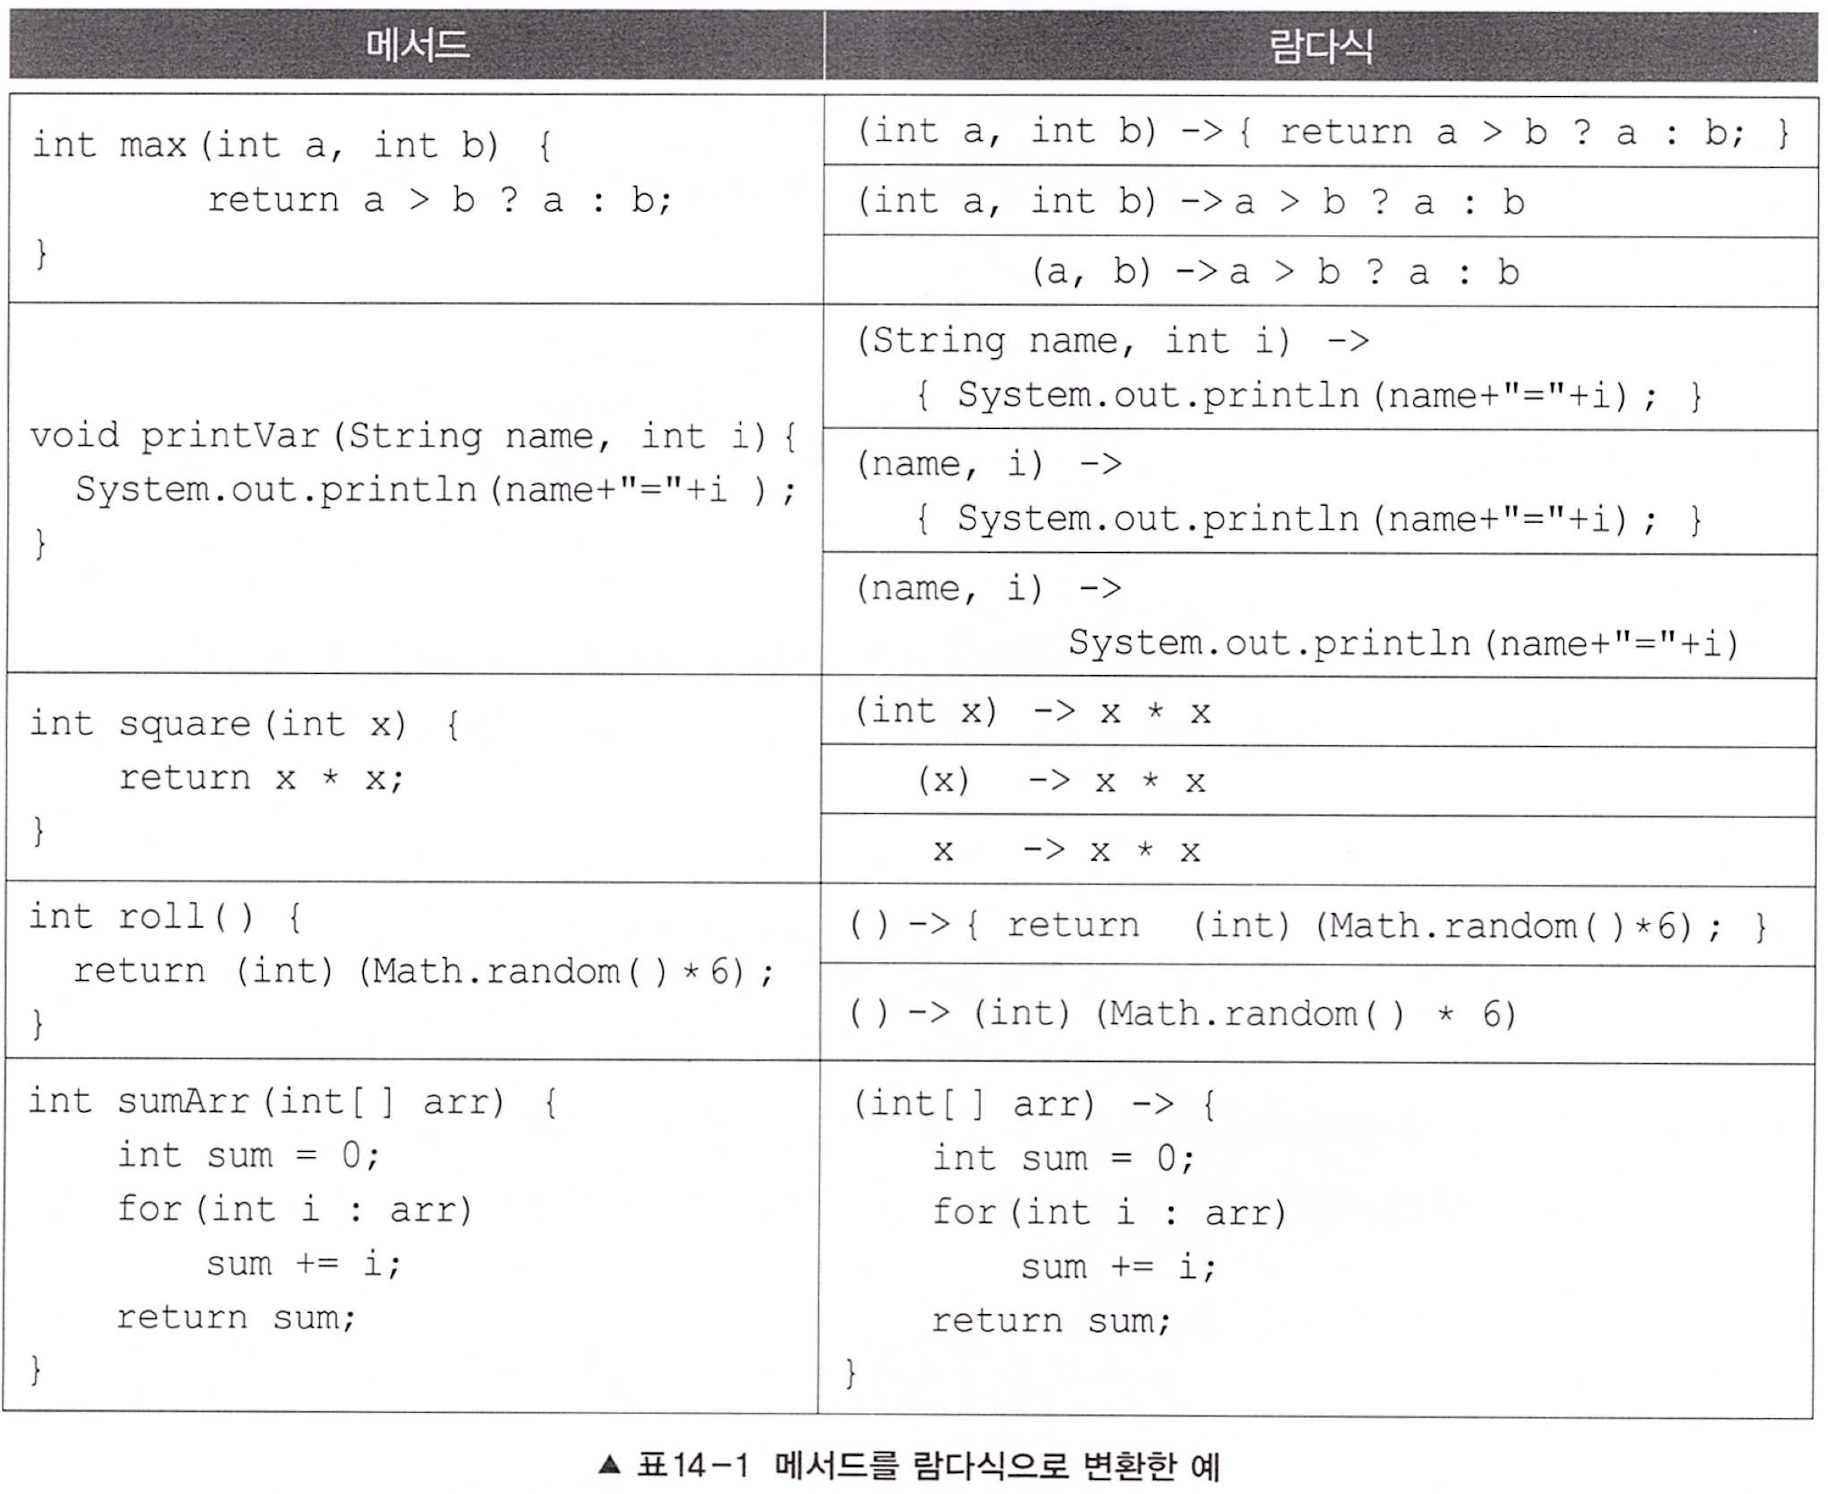 메서드
람다식
int max(int a, int b) {
return a > b ? a : b;
}
(int a, int b) ->{ return a > b ? a : b; }
(int a, int b) ->a > b ? a : b
(a, b) ->a > b ? a : b
void printVar(String name, int i){
System.out.println(name+"="+i );
}
(String name, int i) ->
{ System.out.println(name+"="+i); }
(name, i) ->
{ System.out.println(name+"="+i); }
(name, i) ->
System.out.println(name+"="+i)
int square(int x) {
return x * x;
}
(int x) -> x * x
(x) -> x * x
x -> x * x
int roll() {
return (int)(Math.random()*6);
}
()->{ return (int)(Math.random()*6); }
()-> (int)(Math.random() * 6)
int sumArr(int[] arr) {
int sum = 0;
for(int i : arr)
sum += i;
return sum;
}
(int[] arr) -> {
int sum = 0;
for(int i : arr)
sum += i;
return sum;
}
▲ 표14-1 메서드를 람다식으로 변환한 예